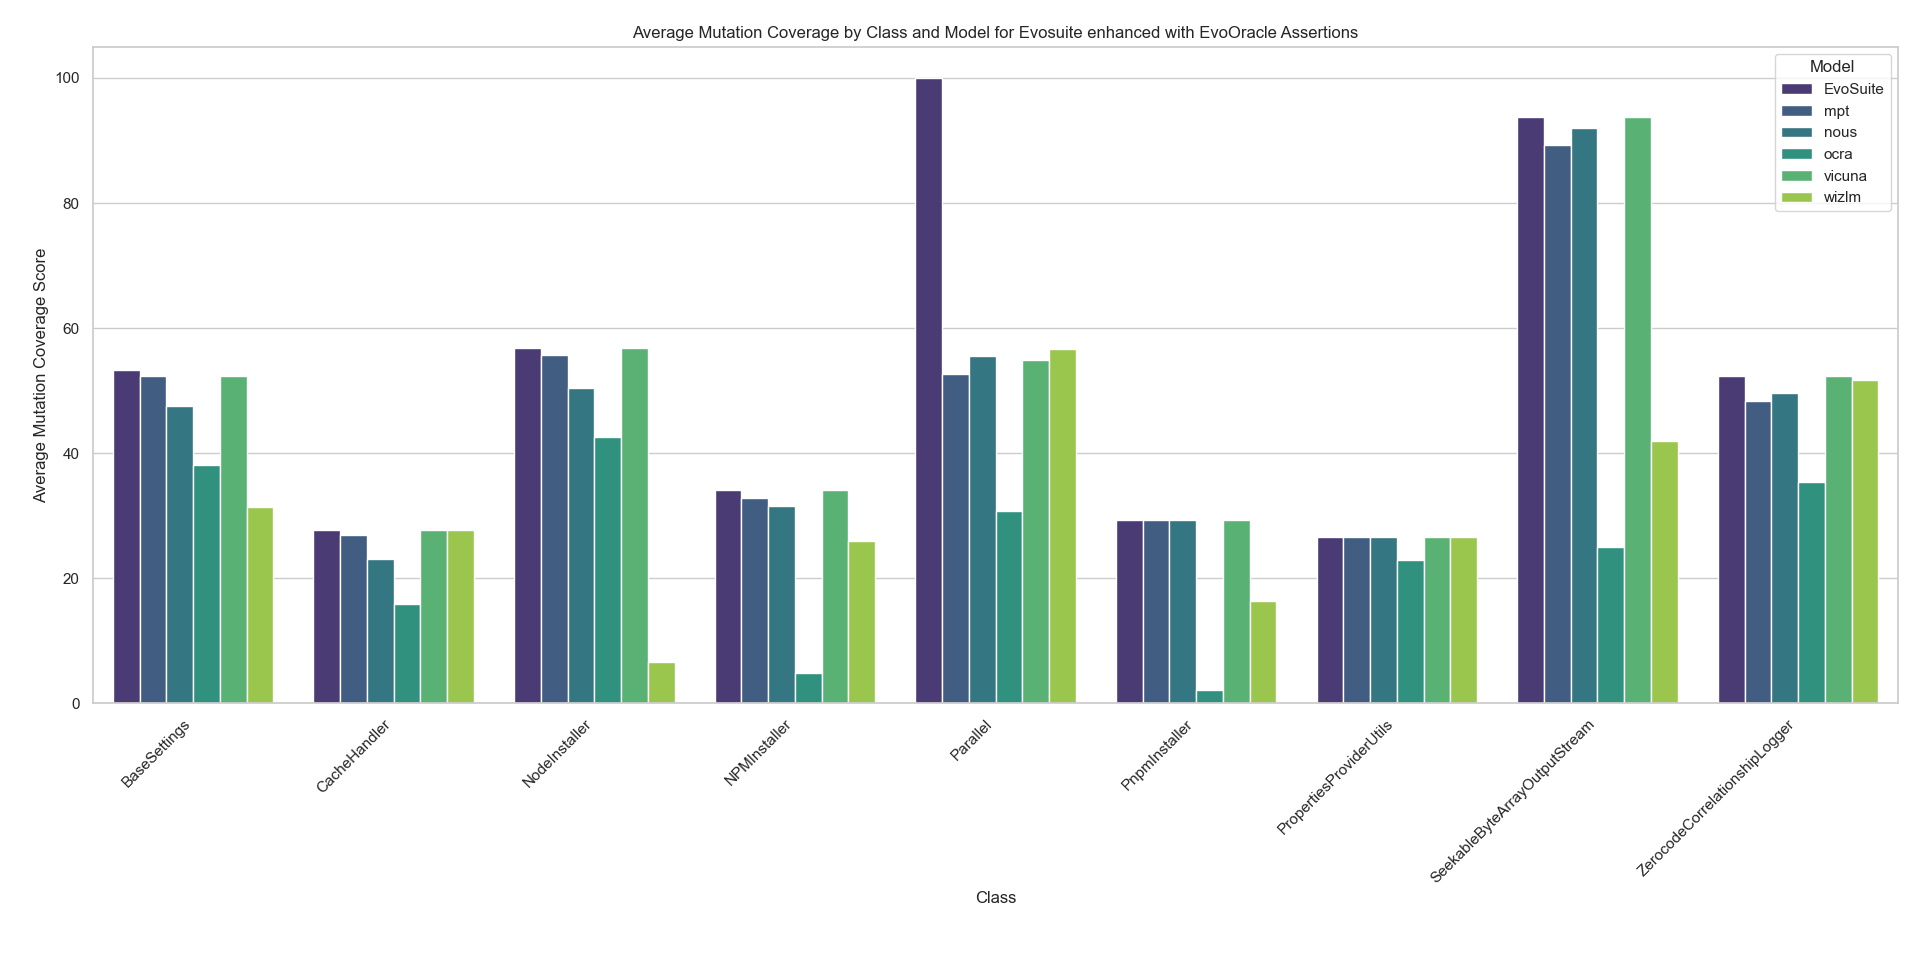 Average Mutation Coverage by Class and Model for Evosuite enhanced with EvoOracle Assertions
Average Mutation Coverage Score
100
80
60
40
20
0
Model
EvoSuite
mpt
nous
ocra
vicuna
wizlm
BaseSettings
CacheHandler
NodeInstaller
NPMInstaller
Parallel
PnpmInstaller
PropertiesProviderUtils
SeekableByteArrayOutputStream
ZerocodeCorrelationshipLogger
Class